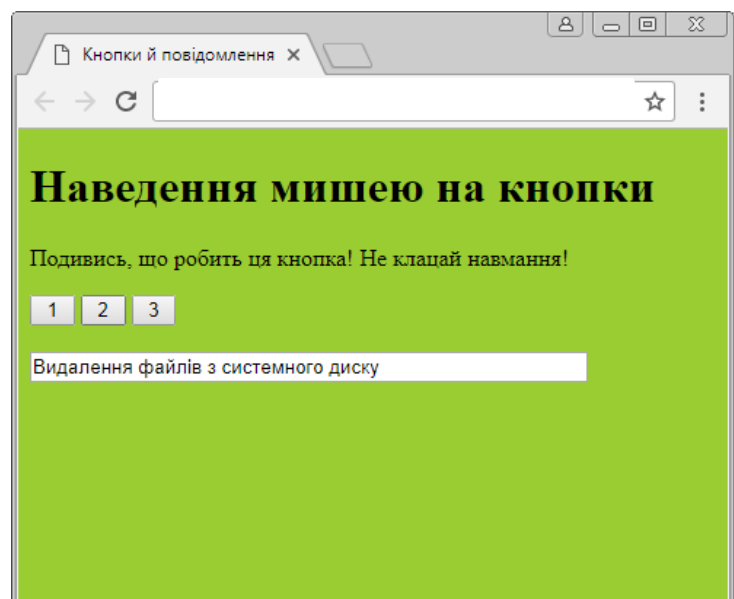 Кнопки й повідомлення
Наведення мишею на кнопки
Подивись, що робить ця кнопка! Не клацай навмання!
1 2 3
Видалення файлів з системного диску